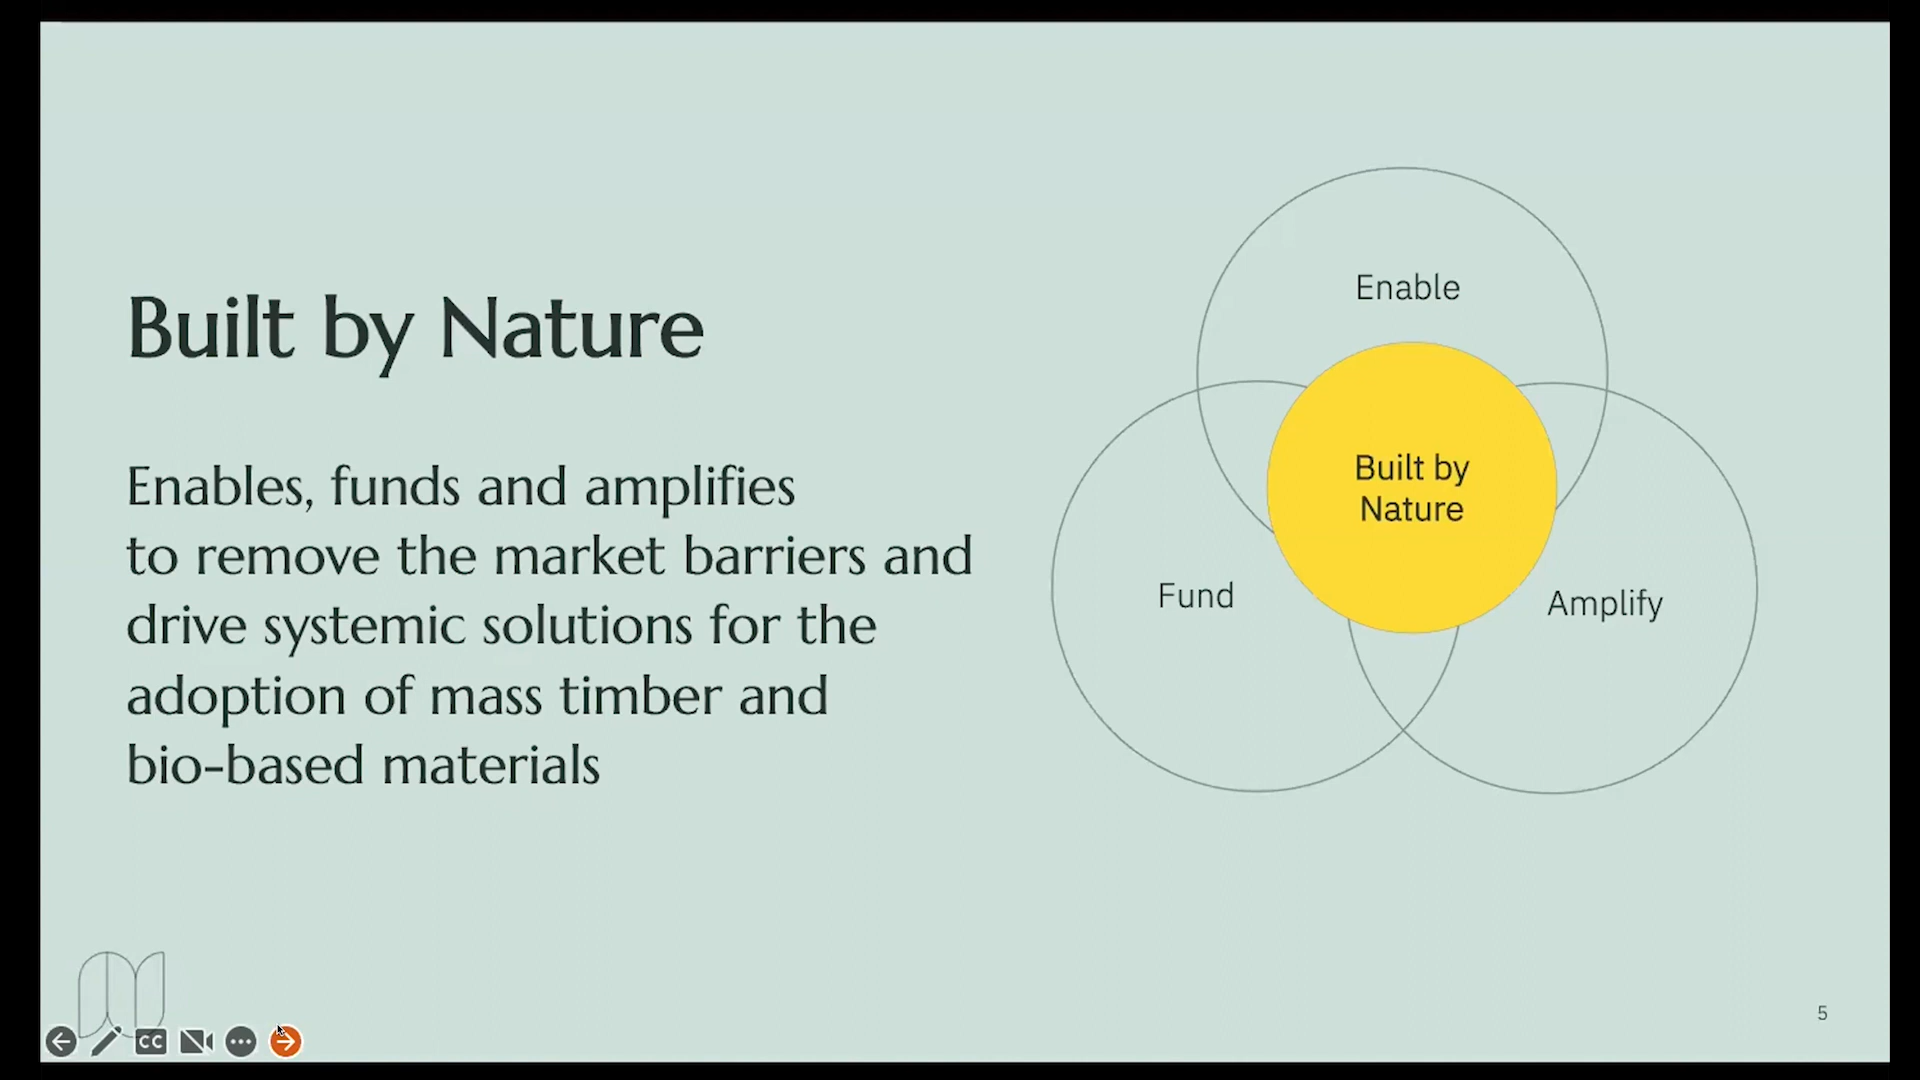 Built by Nature
Enables, funds and amplifies
to remove the market barriers and
drive systemic solutions for the
adoption of mass timber and
bio-based materials
Enable
Built by
Nature
Fund
Amplify
5
CC